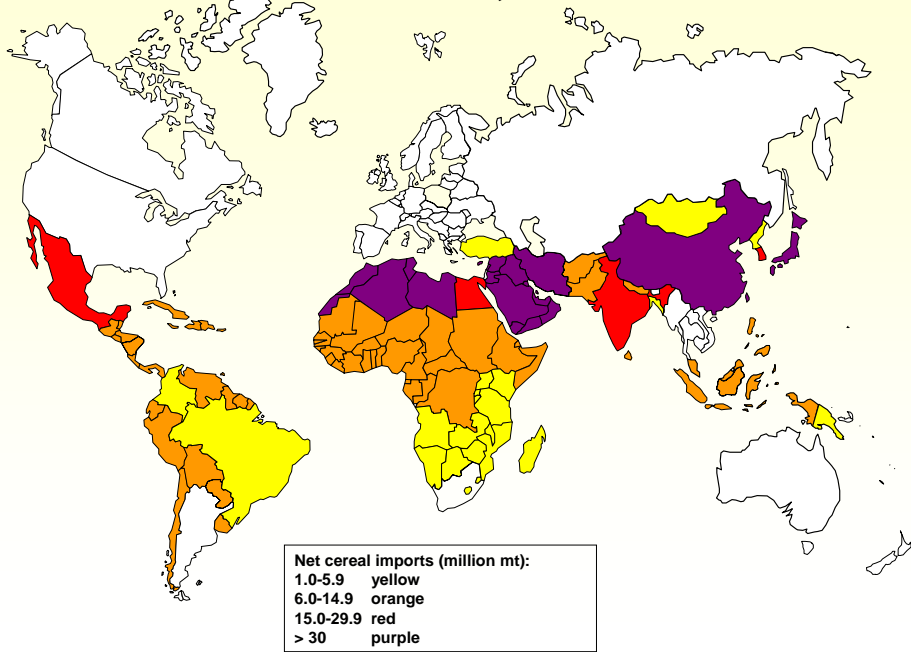 Net cereal imports (million mt):
1.0-5.9 yellow
6.0-14.9 orange
15.0-29.9 red
> 30 purple